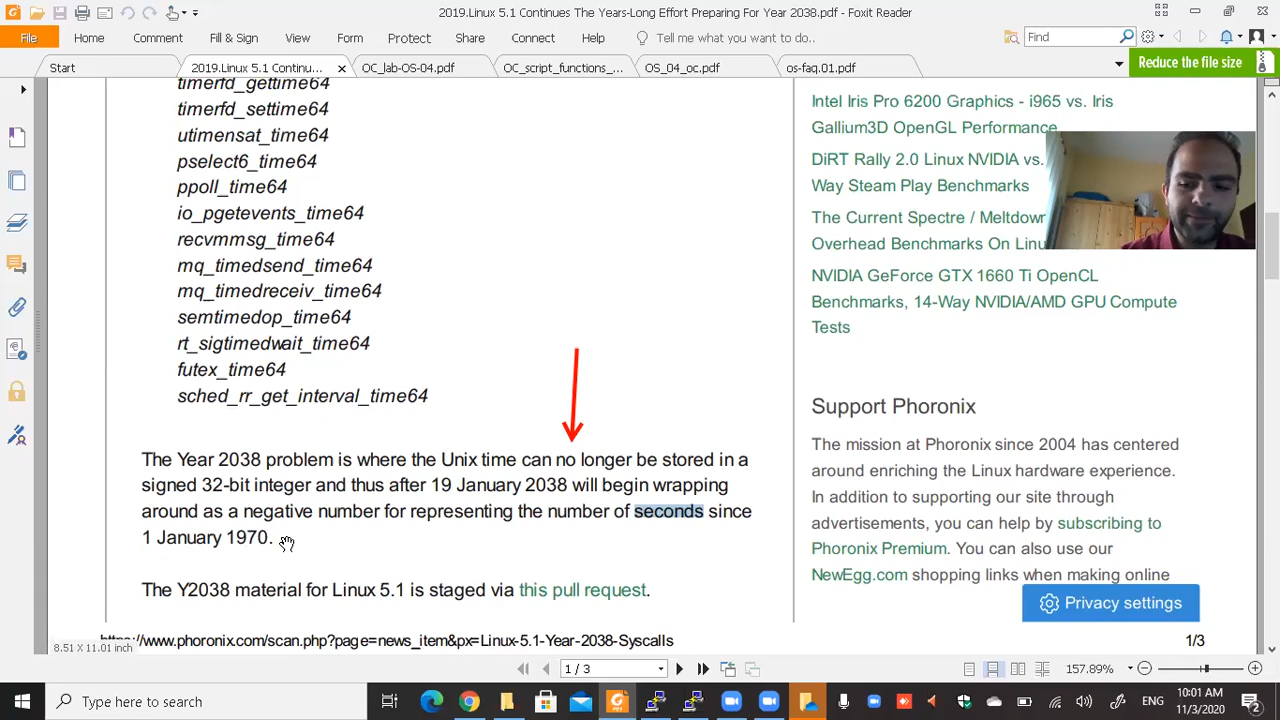 2019.Linux 5.1 Continues The Years-Long Effort Preparing For Year 2038.pdf - Foxit Reader
File Home Comment Fill & Sign View Form Protect Share Connect Help Tell me what you want to do.. Find
Start 2019.Linux 5.1 Continu... OC_lab-OS-04.pdf OC_script_functions_... OS_04_oc.pdf os-faq.01.pdf Reduce the file size
timerfd_gettime64
timerfd_settime64
utimensat_time64
pselect6_time64
ppoll_time64
io_pgetevents_time64
recvmmsg_time64
mq_timedsend_time64
mq_timedreceiv_time64
semtimedop_time64
rt_sigtimedwait_time64
futex_time64
sched_rr_get_interval_time64
The Year 2038 problem is where the Unix time can no longer be stored in a
signed 32-bit integer and thus after 19 January 2038 will begin wrapping
around as a negative number for representing the number of seconds since
1 January 1970.
The Y2038 material for Linux 5.1 is staged via this pull request.
https://www.phoronix.com/scan.php?page=news_item&px=Linux-5.1-Year-2038-Syscalls
1/3
Intel Iris Pro 6200 Graphics - i965 vs. Iris
Gallium3D OpenGL Performance
DiRT Rally 2.0 Linux NVIDIA vs.
Way Steam Play Benchmarks
The Current Spectre / Meltdown
Overhead Benchmarks On Linu
NVIDIA GeForce GTX 1660 Ti OpenCL
Benchmarks, 14-Way NVIDIA/AMD GPU Compute
Tests
Support Phoronix
The mission at Phoronix since 2004 has centered
around enriching the Linux hardware experience.
In addition to supporting our site through
advertisements, you can help by subscribing to
Phoronix Premium. You can also use our
NewEgg.com shopping links when making online
Privacy settings
8.51 x 11.01 inch
1 / 3 157.89%
Type here to search
ENG
10:01 AM
11/3/2020
2